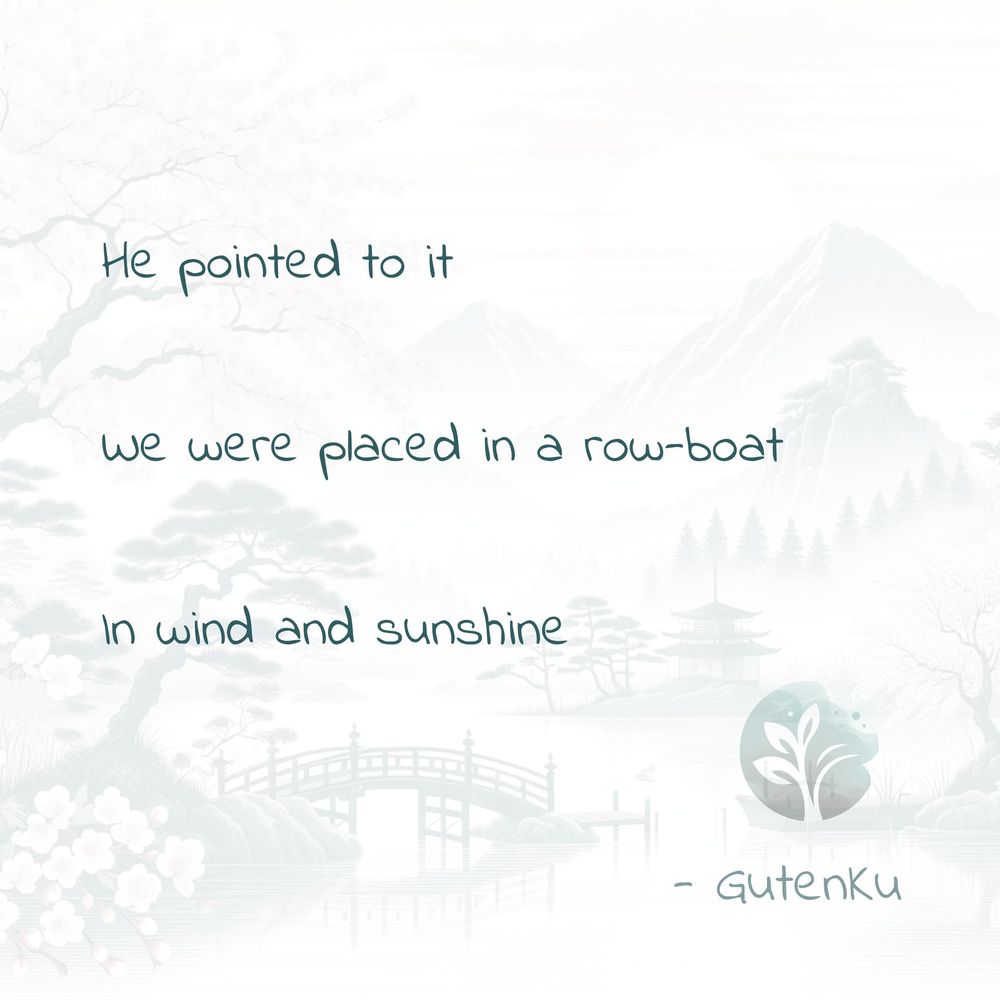 He pointed to it
We were placed in a row-boat
In wind and sunshine
- GutenKu